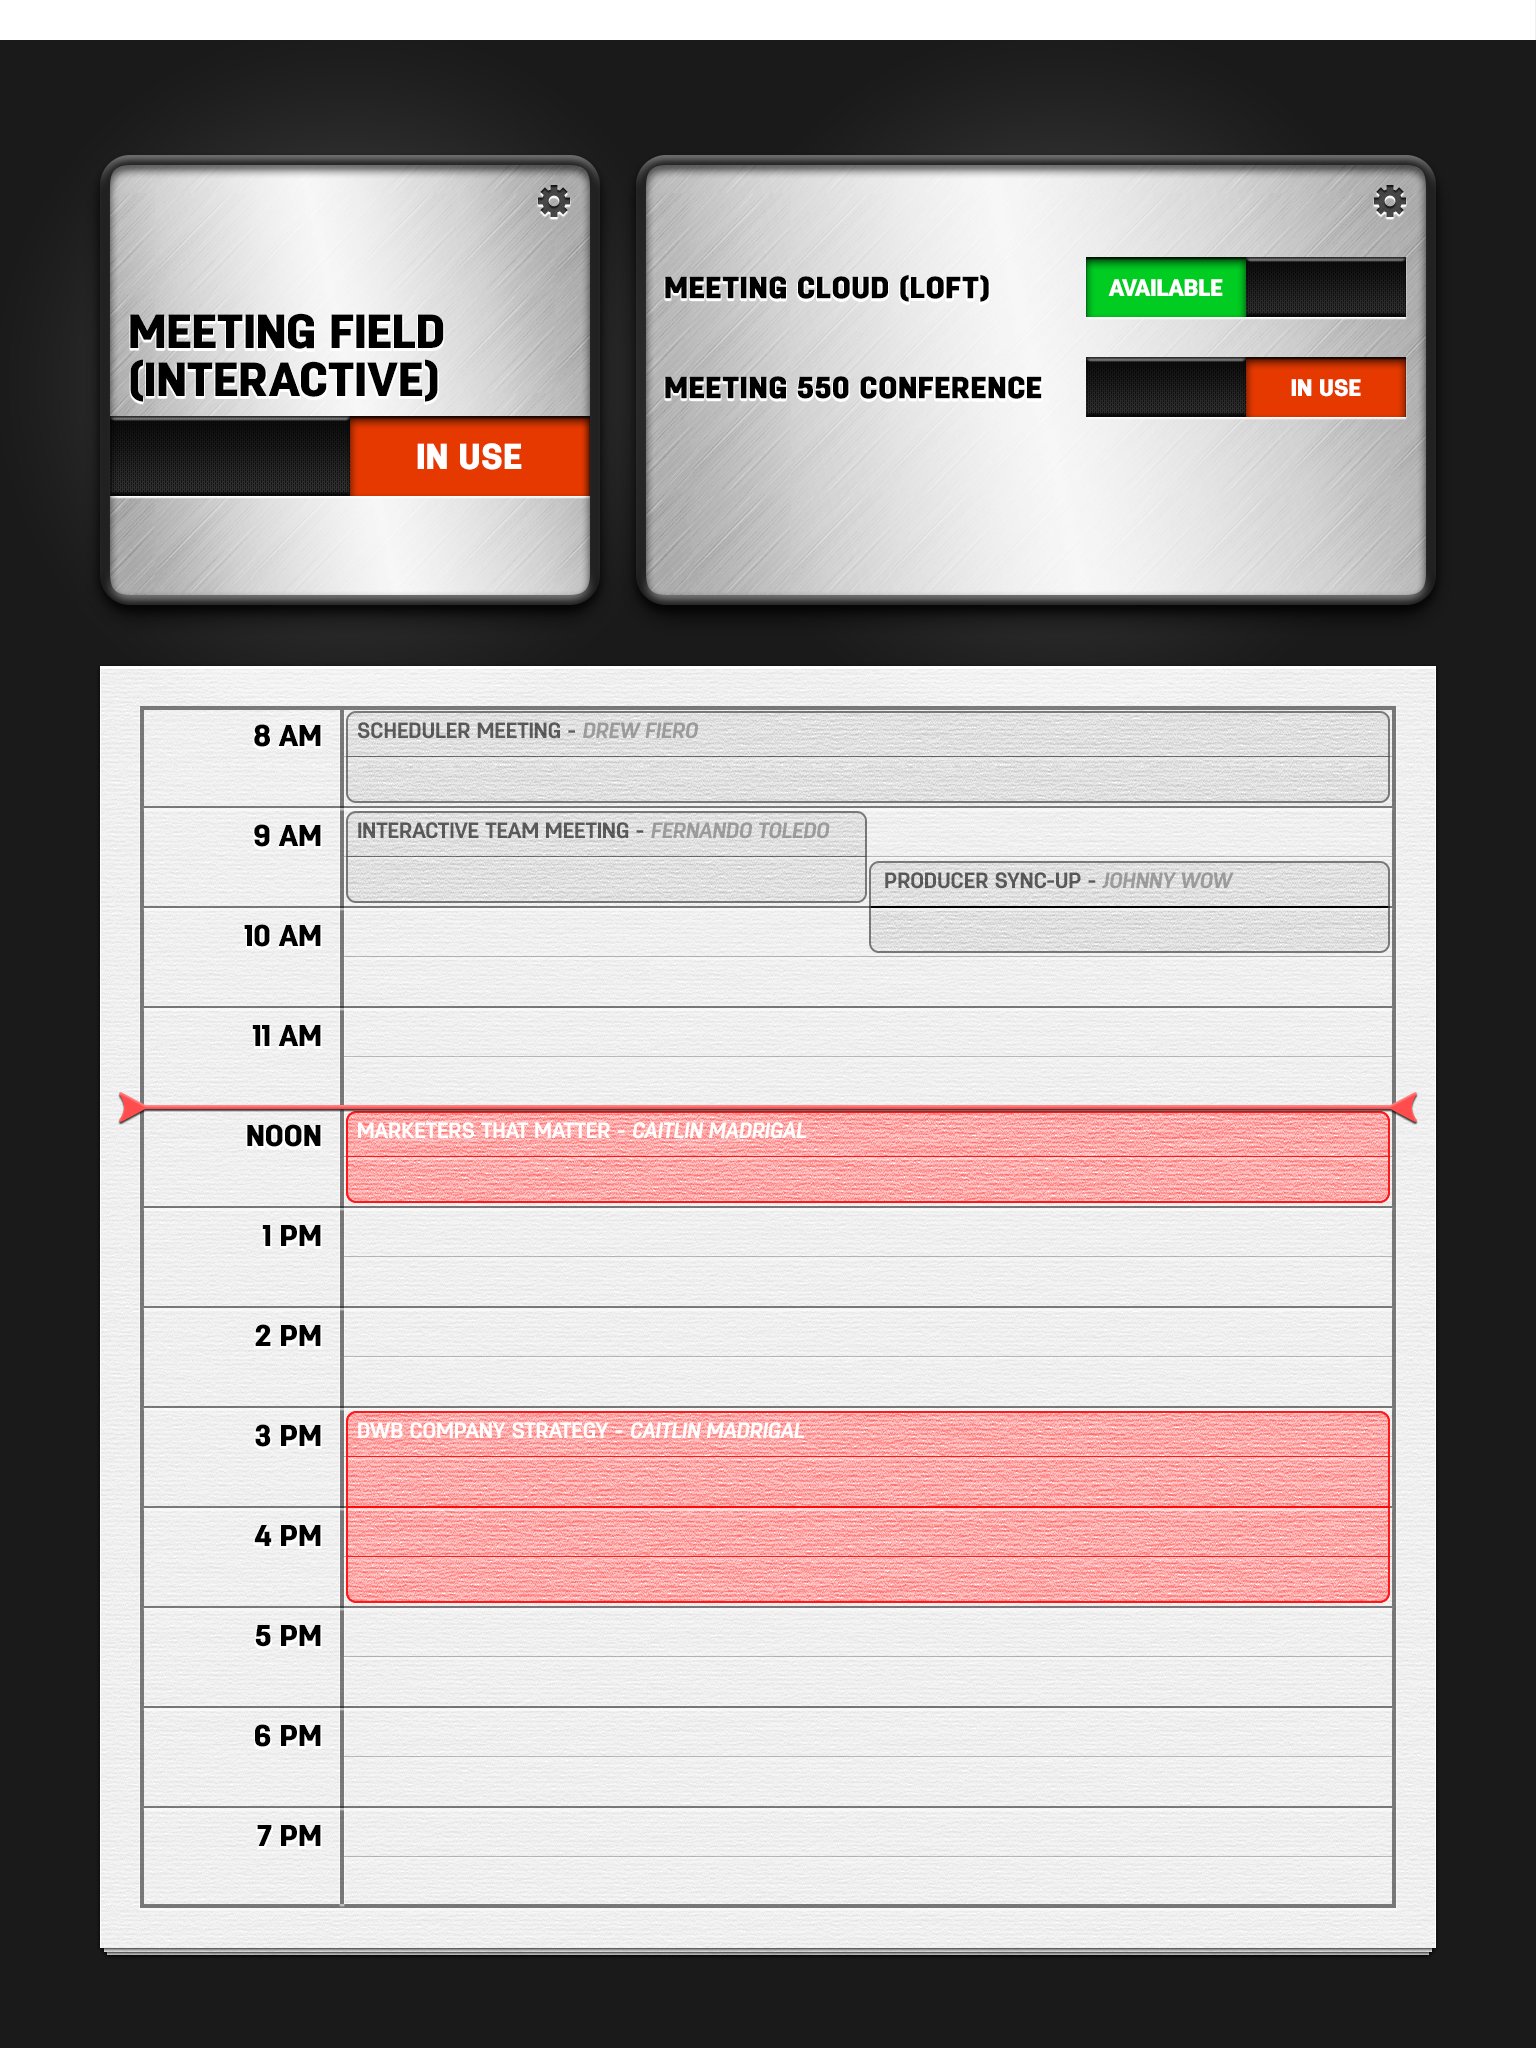 MEETING FIELD
(INTERACTIVE)
IN USE
MEETING CLOUD (LOFT)
AVAILABLE
MEETING 550 CONFERENCE
IN USE
8 AM
SCHEDULER MEETING - DREW FIERO
9 AM
INTERACTIVE TEAM MEETING - FERNANDO TOLEDO
PRODUCER SYNC-UP - JOHNNY WOW
10 AM
11 AM
NOON
MARKETERS THAT MATTER - CAITLIN MADRIGAL
1 PM
2 PM
3 PM
DWB COMPANY STRATEGY - CAITLIN MADRIGAL
4 PM
5 PM
6 PM
7 PM